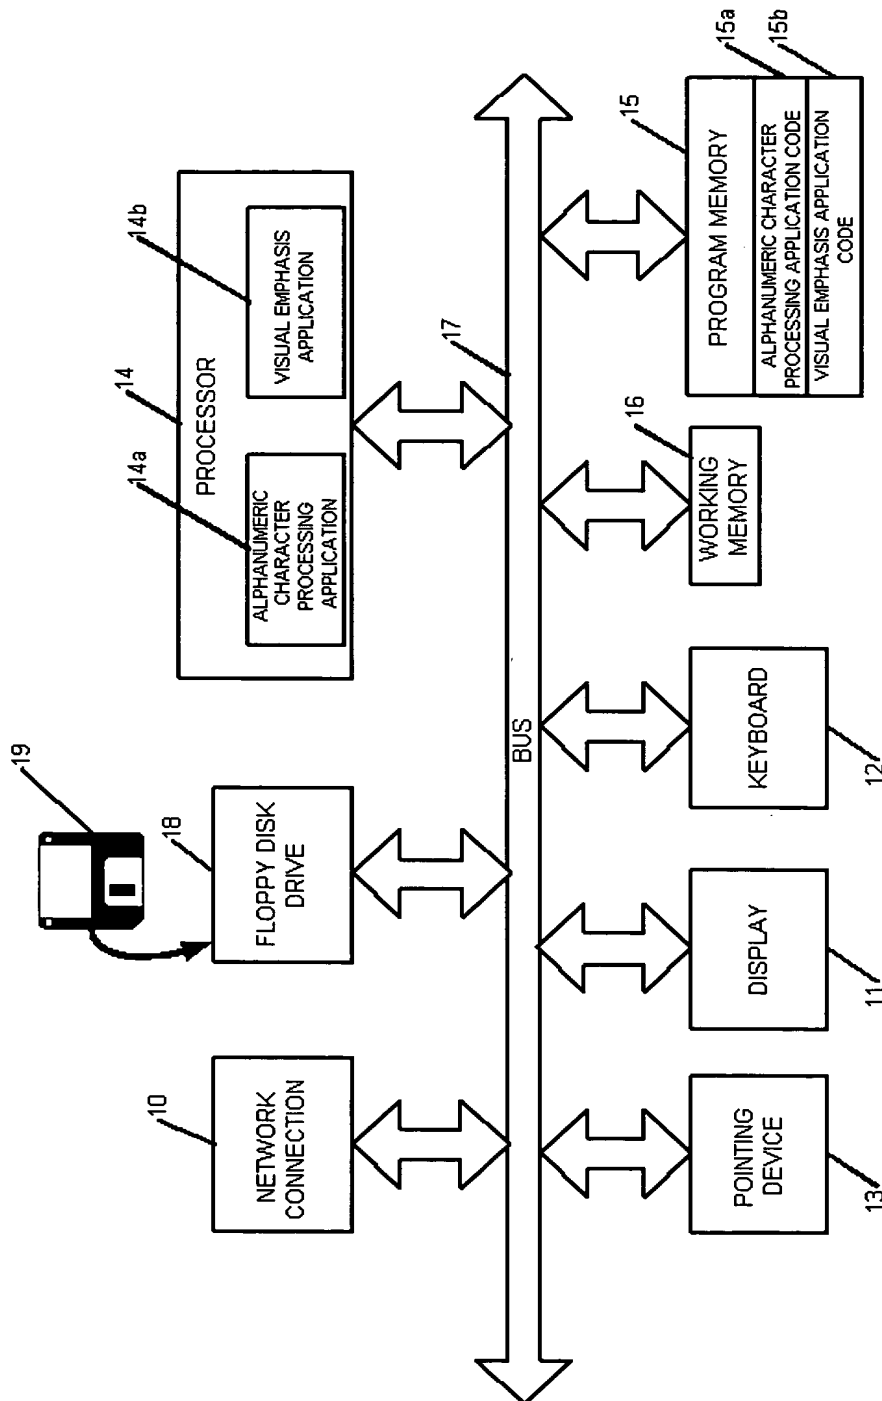 19
10
NETWORK
CONNECTION
18
FLOPPY DISK
DRIVE
14
PROCESSOR
14a
ALPHANUMERIC
CHARACTER
PROCESSING
APPLICATION
14b
VISUAL EMPHASIS
APPLICATION
BUS
17
13
POINTING
DEVICE
11
DISPLAY
12
KEYBOARD
16
WORKING
MEMORY
15
PROGRAM MEMORY
15a
ALPHANUMERIC CHARACTER
PROCESSING APPLICATION CODE
15b
VISUAL EMPHASIS APPLICATION
CODE